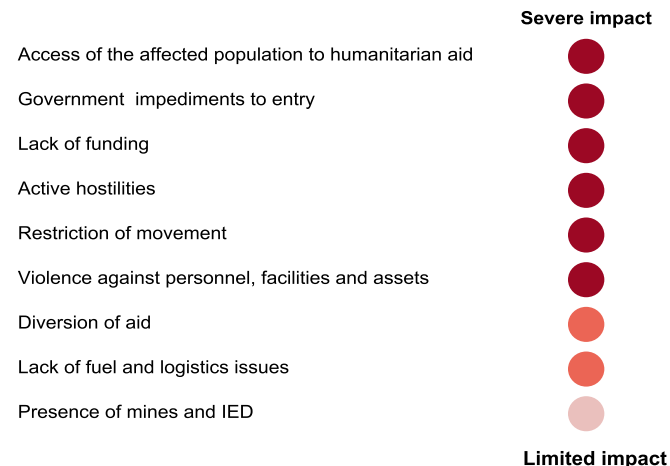 Severe impact
Access of the affected population to humanitarian aid
Government  impediments to entry
Lack of funding
Active hostilities
Restriction of movement
Violence against personnel, facilities and assets
Diversion of aid
Lack of fuel and logistics issues
Presence of mines and IED
Limited impact